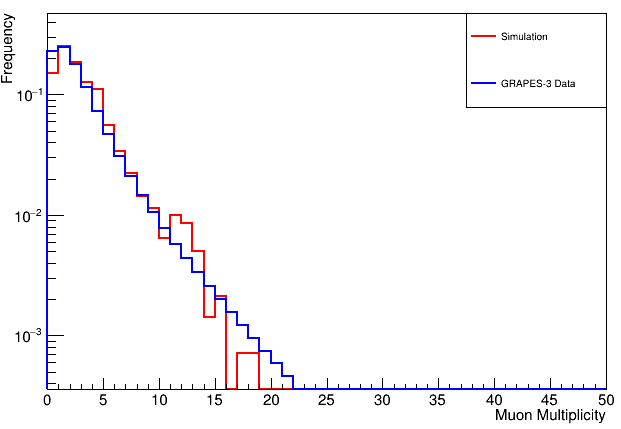 Frequency
Simulation
GRAPES-3 Data
10⁻¹
10⁻²
10⁻³
0 5 10 15 20 25 30 35 40 45 50
Muon Multiplicity